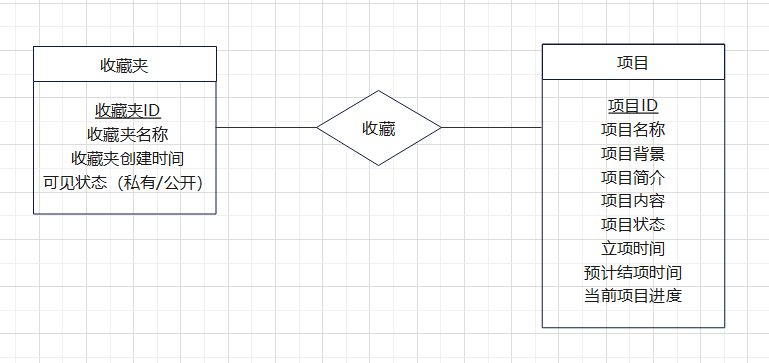 收藏夹
收藏夹ID
收藏夹名称
收藏夹创建时间
可见状态（私有/公开）
收藏
项目
项目ID
项目名称
项目背景
项目简介
项目内容
项目状态
立项时间
预计结项时间
当前项目进度